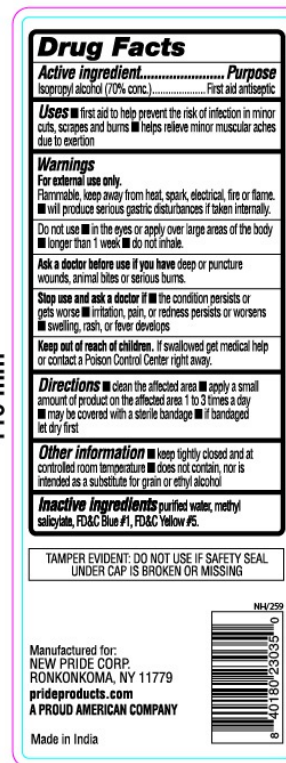 Drug Facts
Active ingredient........................ Purpose
Isopropyl alcohol (70% conc.)..................... First aid antiseptic
Uses ■ first aid to help prevent the risk of infection in minor
cuts, scrapes and burns ■ helps relieve minor muscular aches
due to exertion
Warnings
For external use only.
Flammable, keep away from heat, spark, electrical, fire or flame.
■ will produce serious gastric disturbances if taken internally.
Do not use ■ in the eyes or apply over large areas of the body
■ longer than 1 week ■ do not inhale.
Ask a doctor before use if you have deep or puncture
wounds, animal bites or serious burns.
Stop use and ask a doctor if ■ the condition persists or
gets worse ■ irritation, pain, or redness persists or worsens
■ swelling, rash, or fever develops
Keep out of reach of children. If swallowed get medical help
or contact a Poison Control Center right away.
Directions ■ clean the affected area ■ apply a small
amount of product on the affected area 1 to 3 times a day
■ may be covered with a sterile bandage ■ if bandaged
let dry first
Other information ■ keep tightly closed and at
controlled room temperature ■ does not contain, nor is
intended as a substitute for grain or ethyl alcohol
Inactive ingredients purified water, methyl
salicylate, FD&C Blue #1, FD&C Yellow #5.
TAMPER EVIDENT: DO NOT USE IF SAFETY SEAL
UNDER CAP IS BROKEN OR MISSING
NH/259
Manufactured for:
NEW PRIDE CORP.
RONKONKOMA, NY 11779
prideproducts.com
A PROUD AMERICAN COMPANY
Made in India
8 40180 23035 0